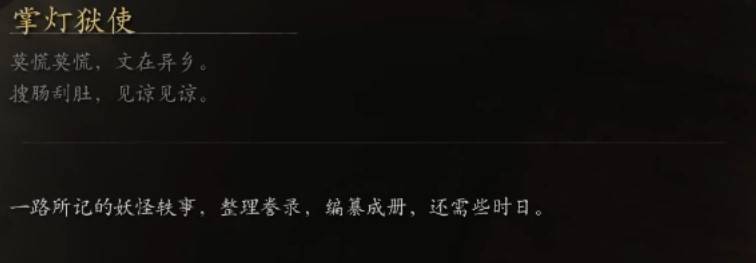 掌灯狱使
莫慌莫慌，文在异乡。
搜肠刮肚，见谅见谅。
一路所记的妖怪轶事，整理誊录，编纂成册，还需些时日。